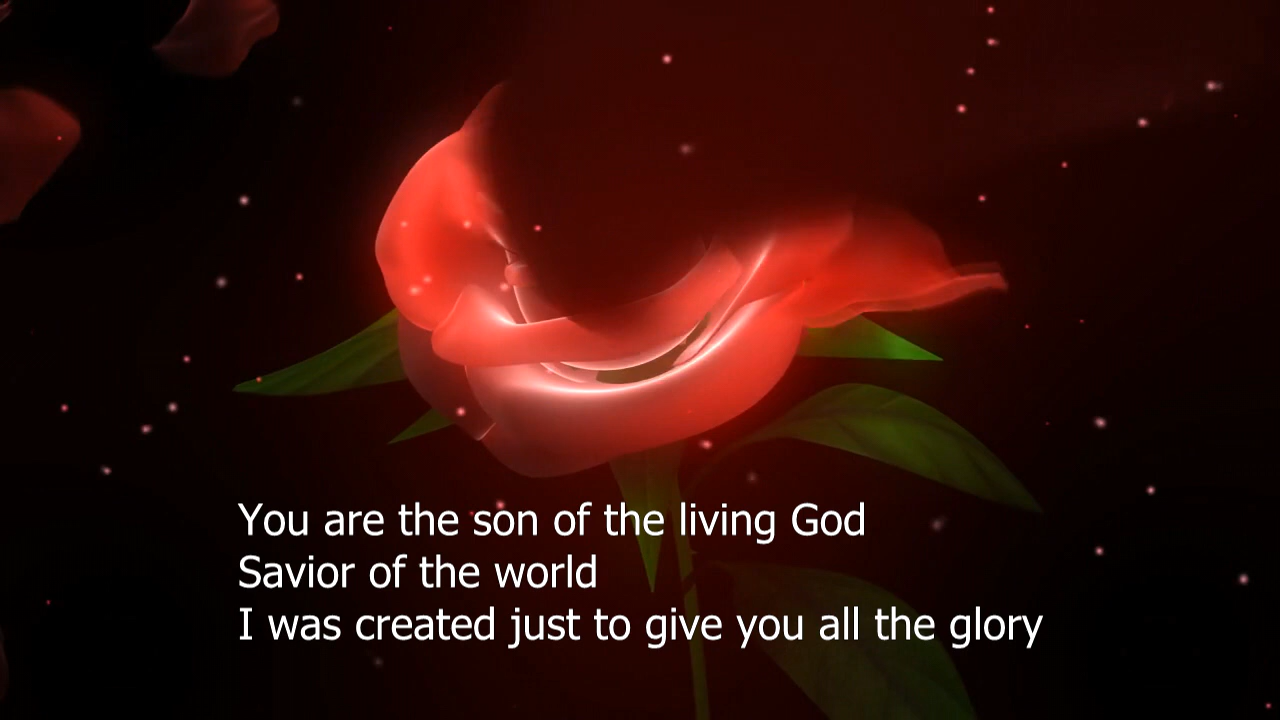 You are the son of the living God
Savior of the world
I was created just to give you all the glory